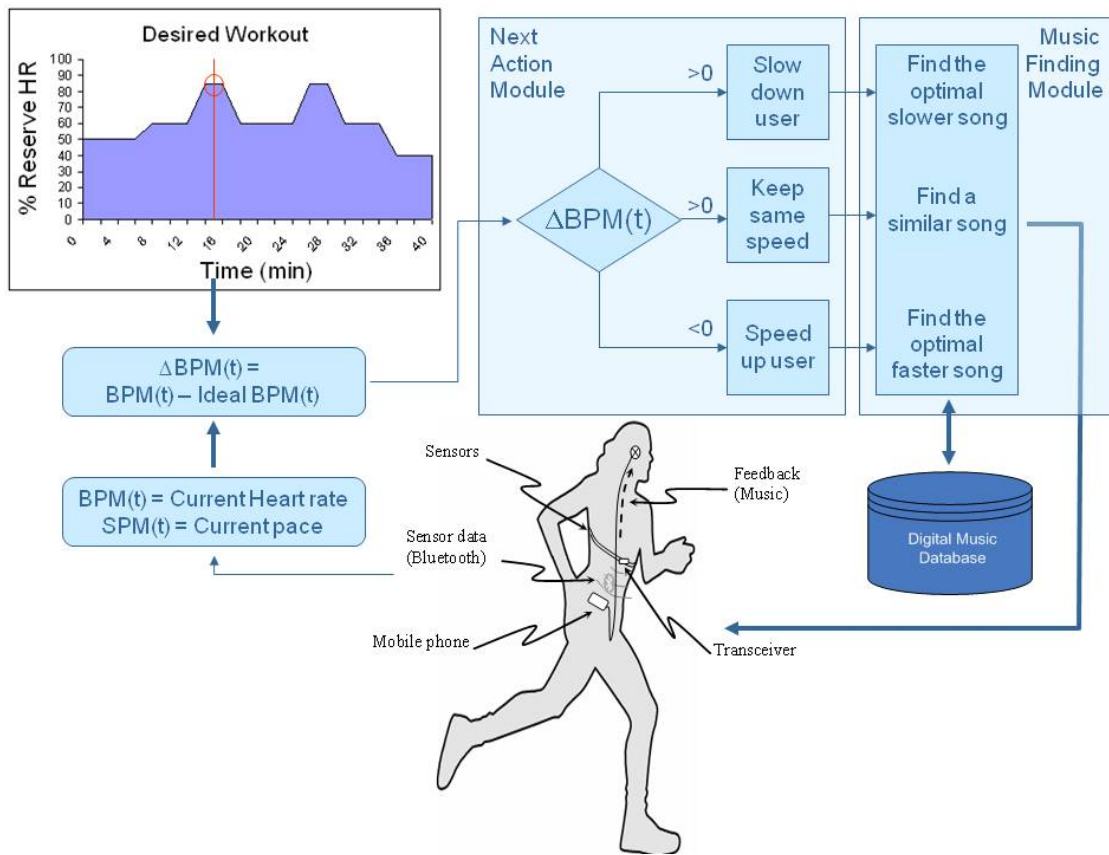 Desired Workout
% Reserve HR
100
90
80
70
60
50
40
30
20
10
0
0
4
8
12
16
20
24
28
32
36
40
Time (min)
ΔBPM(t) =
BPM(t) – Ideal BPM(t)
BPM(t) = Current Heart rate
SPM(t) = Current pace
Next
Action
Module
ΔBPM(t)
>0
>0
<0
Slow
down
user
Keep
same
speed
Speed
up user
Music
Finding
Module
Find the
optimal
slower song
Find a
similar song
Find the
optimal
faster song
Digital Music
Database
Sensors
Feedback
(Music)
Sensor data
(Bluetooth)
Mobile phone
Transceiver